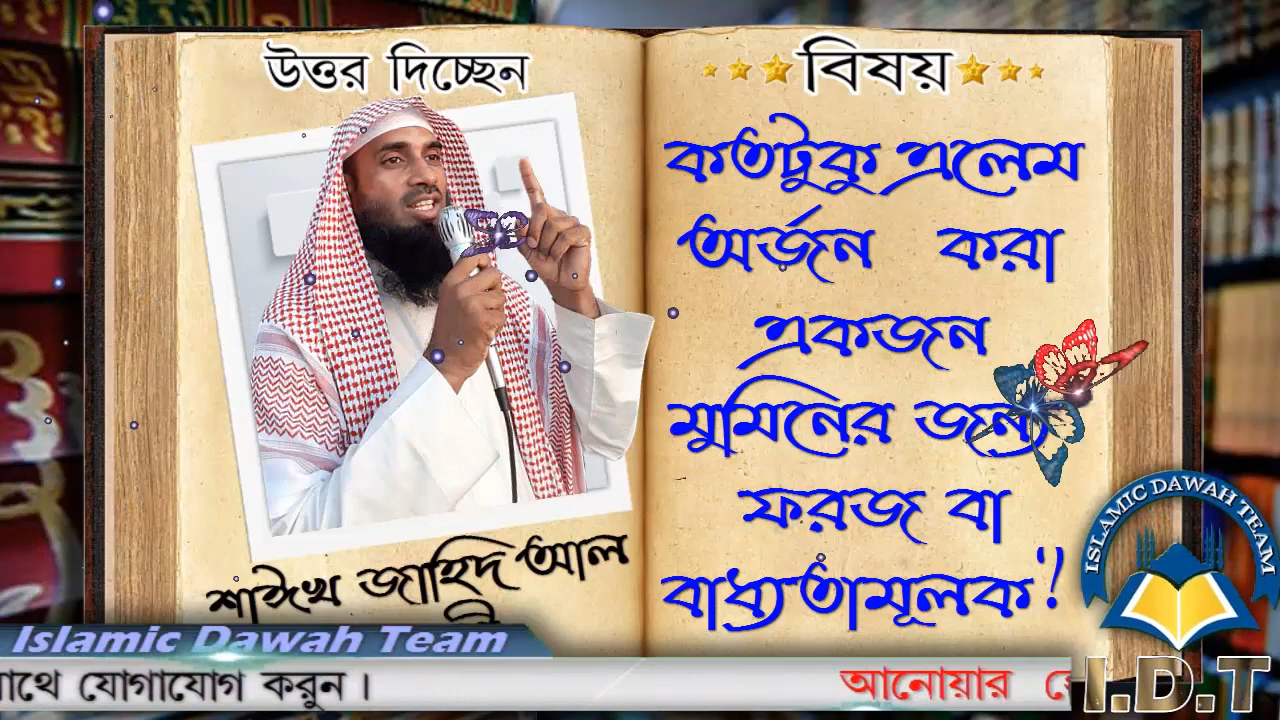 উত্তর দিচ্ছেন
শাঈখ জাহিদ আল
বিষয়
কতটুকু এলেম
অর্জন করা
একজন
মুমিনের জন্য
ফরজ বা
বাধ্যতামূলক?
ISLAMIC DAWAH TEAM
I.D.T
Islamic Dawah Team
যোগাযোগ করুন।
আনোয়ার